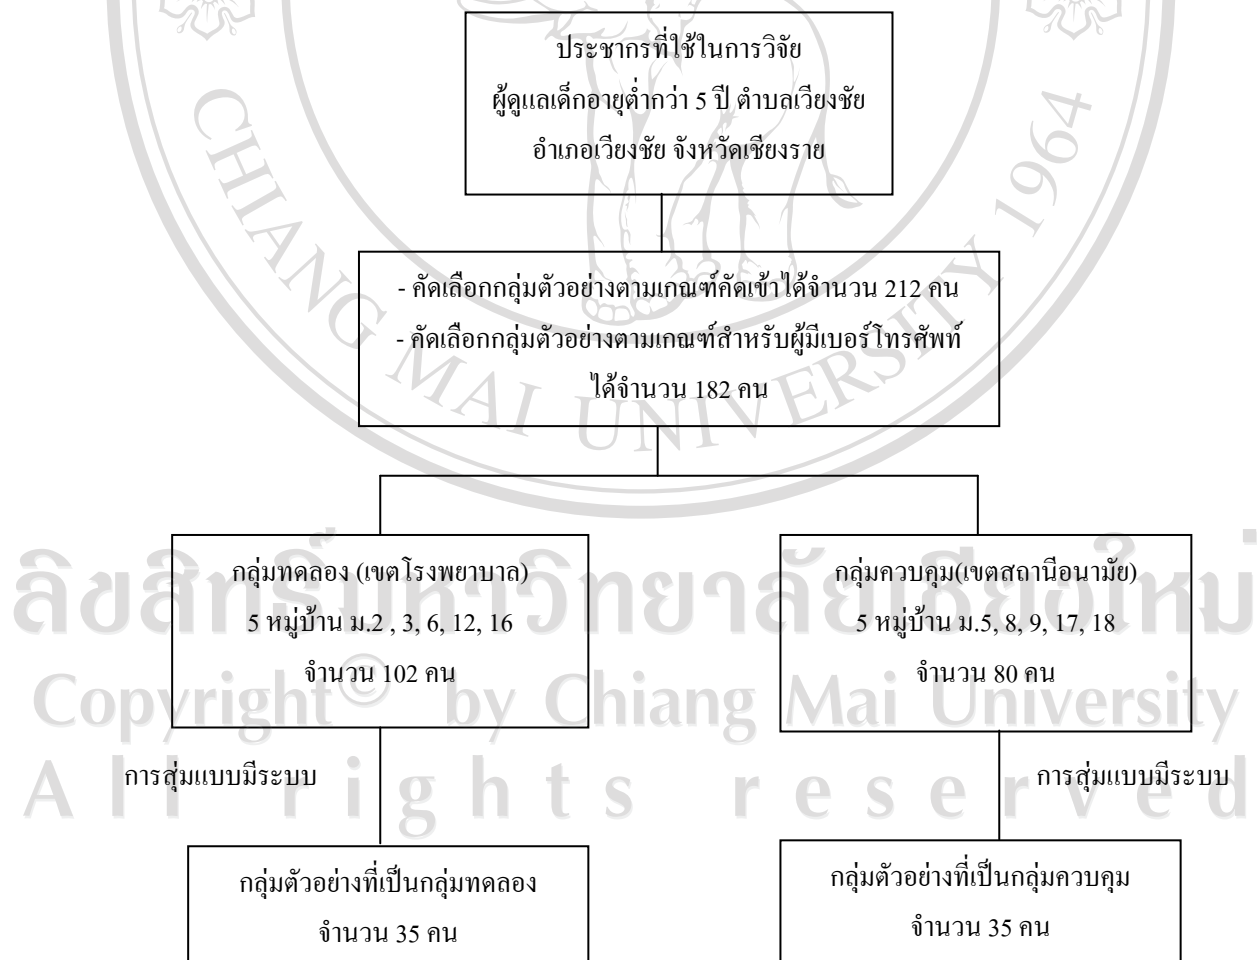 ประชากรที่ใช้ในการวิจัย
ผู้ดูแลเด็กอายุต่ำกว่า 5 ปี ตำบลเวียงชัย
อำเภอเวียงชัย จังหวัดเชียงราย
- คัดเลือกกลุ่มตัวอย่างตามเกณฑ์คัดเข้าได้จำนวน 212 คน
- คัดเลือกกลุ่มตัวอย่างตามเกณฑ์สำหรับผู้มีเบอร์โทรศัพท์
ได้จำนวน 182 คน
CHIANG MAI UNIVERSITY 1964
กลุ่มทดลอง (เขตโรงพยาบาล)
5 หมู่บ้าน ม.2 , 3, 6, 12, 16
จำนวน 102 คน
กลุ่มควบคุม(เขตสถานีอนามัย)
5 หมู่บ้าน ม.5, 8, 9, 17, 18
จำนวน 80 คน
ลิขสิทธิ์มหาวิทยาลัยเชียงใหม่
Copyright © by Chiang Mai University
All rights reserved
การสุ่มแบบมีระบบ
การสุ่มแบบมีระบบ
กลุ่มตัวอย่างที่เป็นกลุ่มทดลอง
จำนวน 35 คน
กลุ่มตัวอย่างที่เป็นกลุ่มควบคุม
จำนวน 35 คน